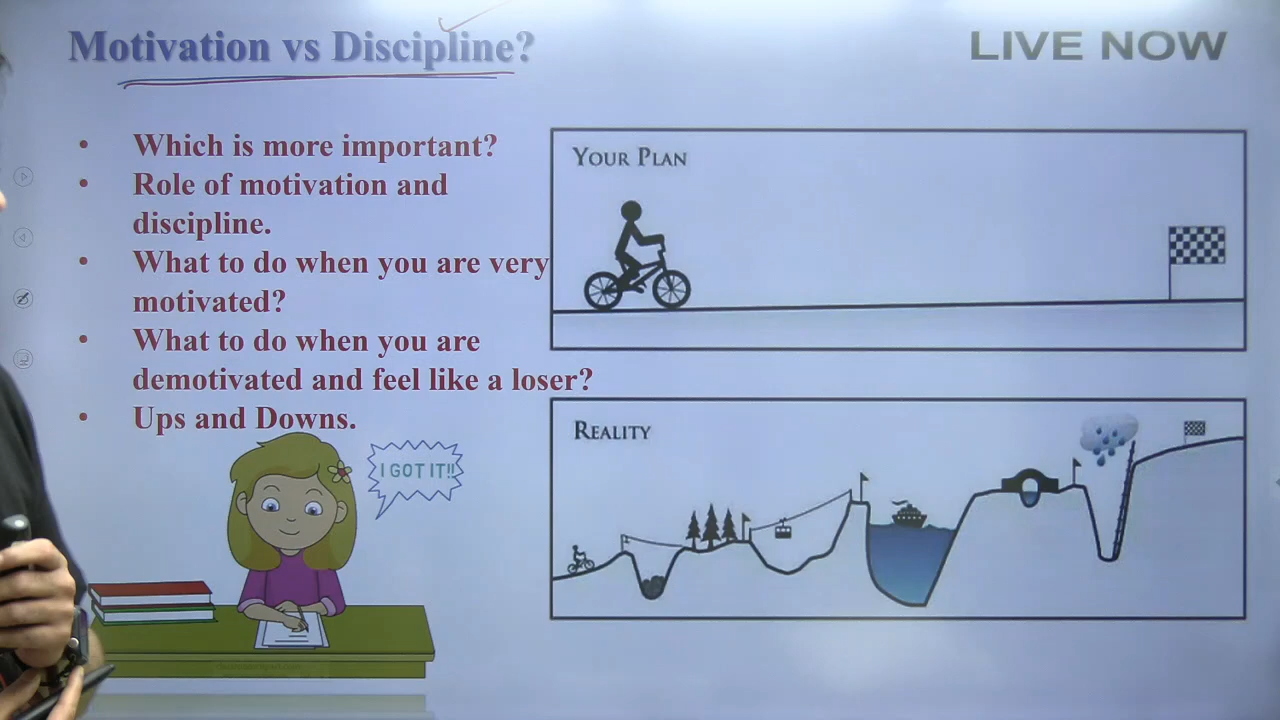 Motivation vs Discipline?
LIVE NOW
• Which is more important?
• Role of motivation and
discipline.
• What to do when you are very
motivated?
• What to do when you are
demotivated and feel like a loser?
• Ups and Downs.
I GOT IT!!
YOUR PLAN
REALITY